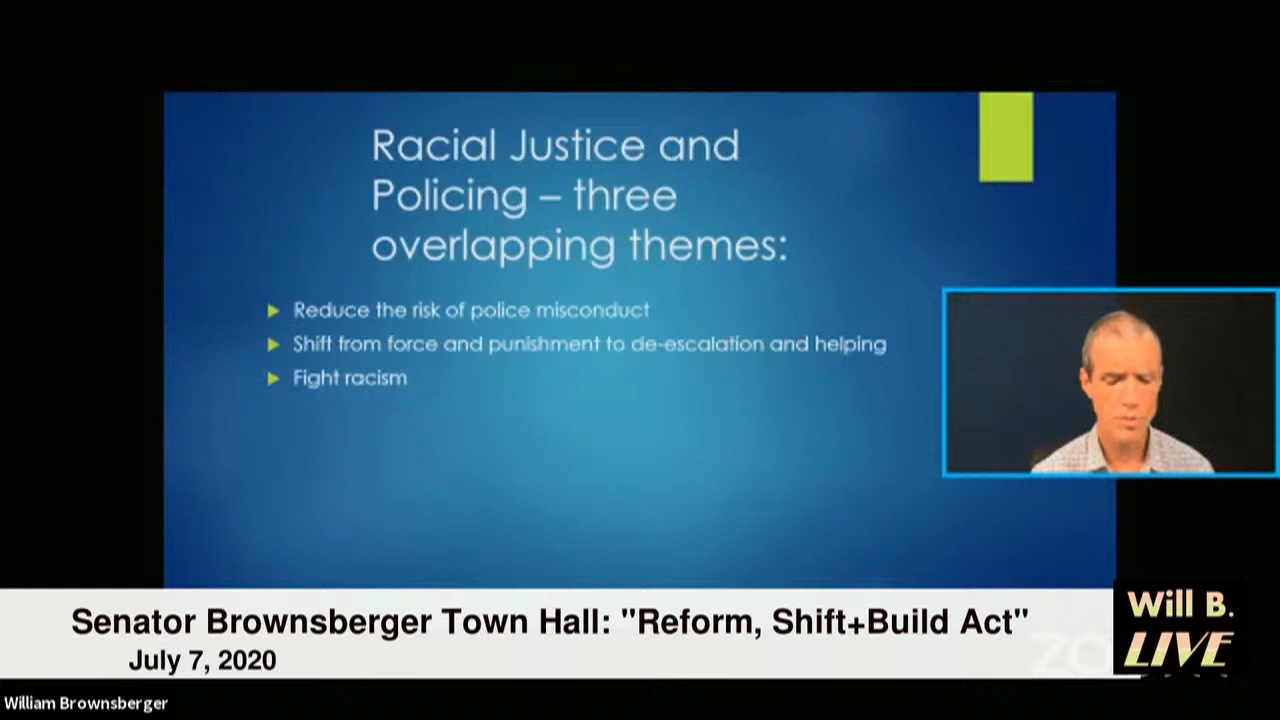 Racial Justice and
Policing – three
overlapping themes:
Reduce the risk of police misconduct
Shift from force and punishment to de-escalation and helping
Fight racism
Senator Brownsberger Town Hall: "Reform, Shift+Build Act"
July 7, 2020
Will B.
LIVE
William Brownsberger